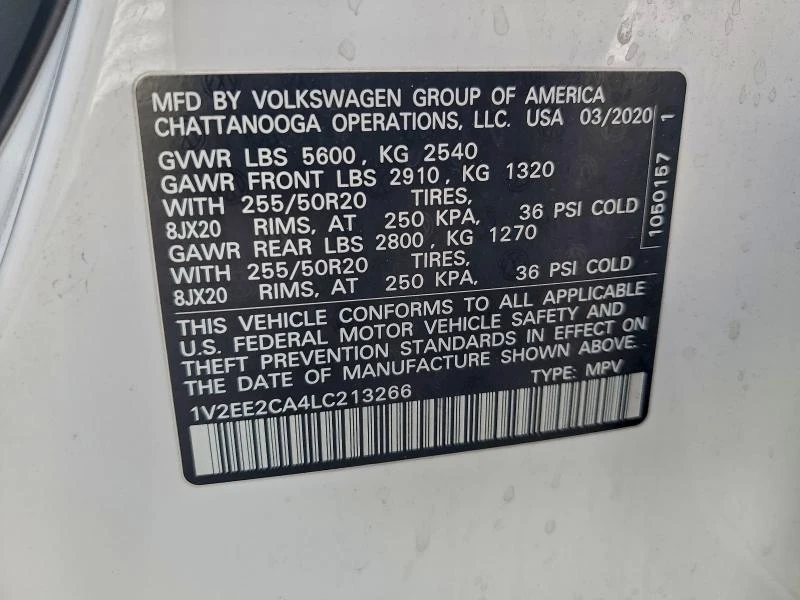 MFD BY VOLKSWAGEN GROUP OF AMERICA
CHATTANOOGA OPERATIONS, LLC. USA 03/2020
GVWR LBS 5600, KG 2540
GAWR FRONT LBS 2910, KG 1320
WITH 255/50R20 TIRES,
8JX20 RIMS, AT 250 KPA, 36 PSI COLD
GAWR REAR LBS 2800, KG 1270
WITH 255/50R20 TIRES,
8JX20 RIMS, AT 250 KPA, 36 PSI COLD
THIS VEHICLE CONFORMS TO ALL APPLICABLE
U.S. FEDERAL MOTOR VEHICLE SAFETY AND
THEFT PREVENTION STANDARDS IN EFFECT ON
THE DATE OF MANUFACTURE SHOWN ABOVE.
1V2EE2CA4LC213266 TYPE: MPV
1050157 1